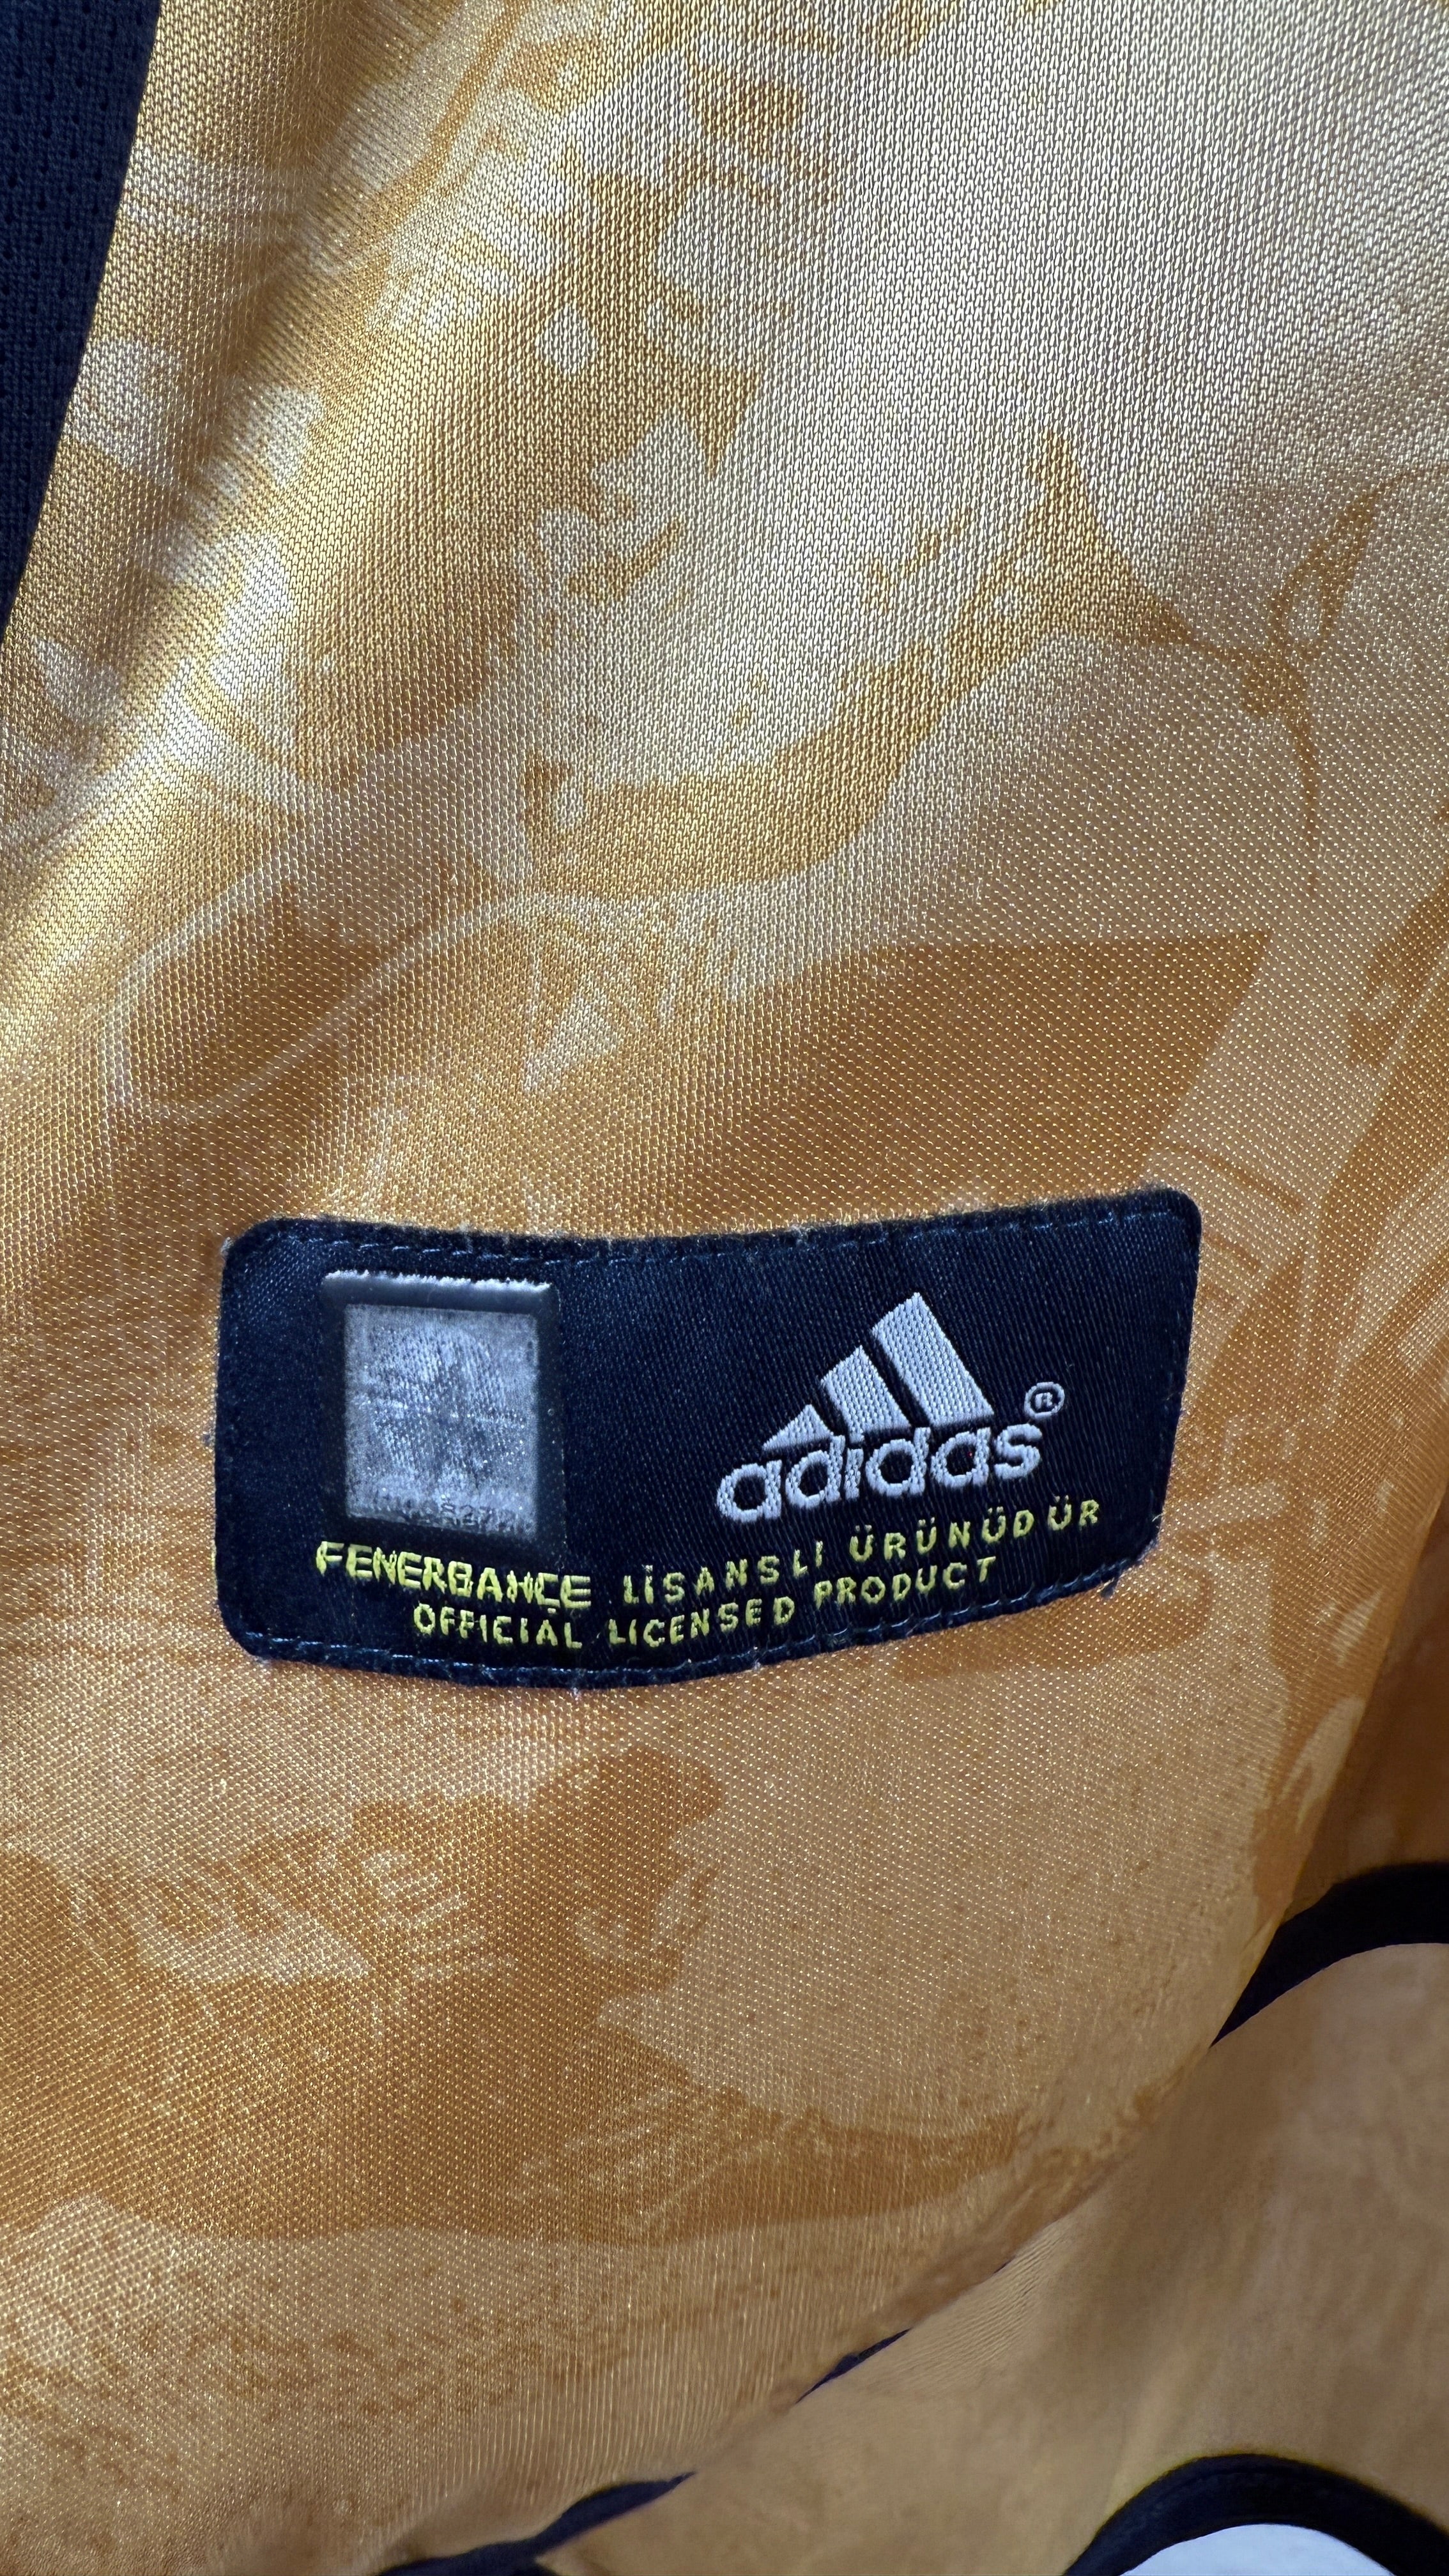 adidas®
FENERBAHÇE LİSANSLI ÜRÜNÜDÜR
OFFICIAL LICENSED PRODUCT